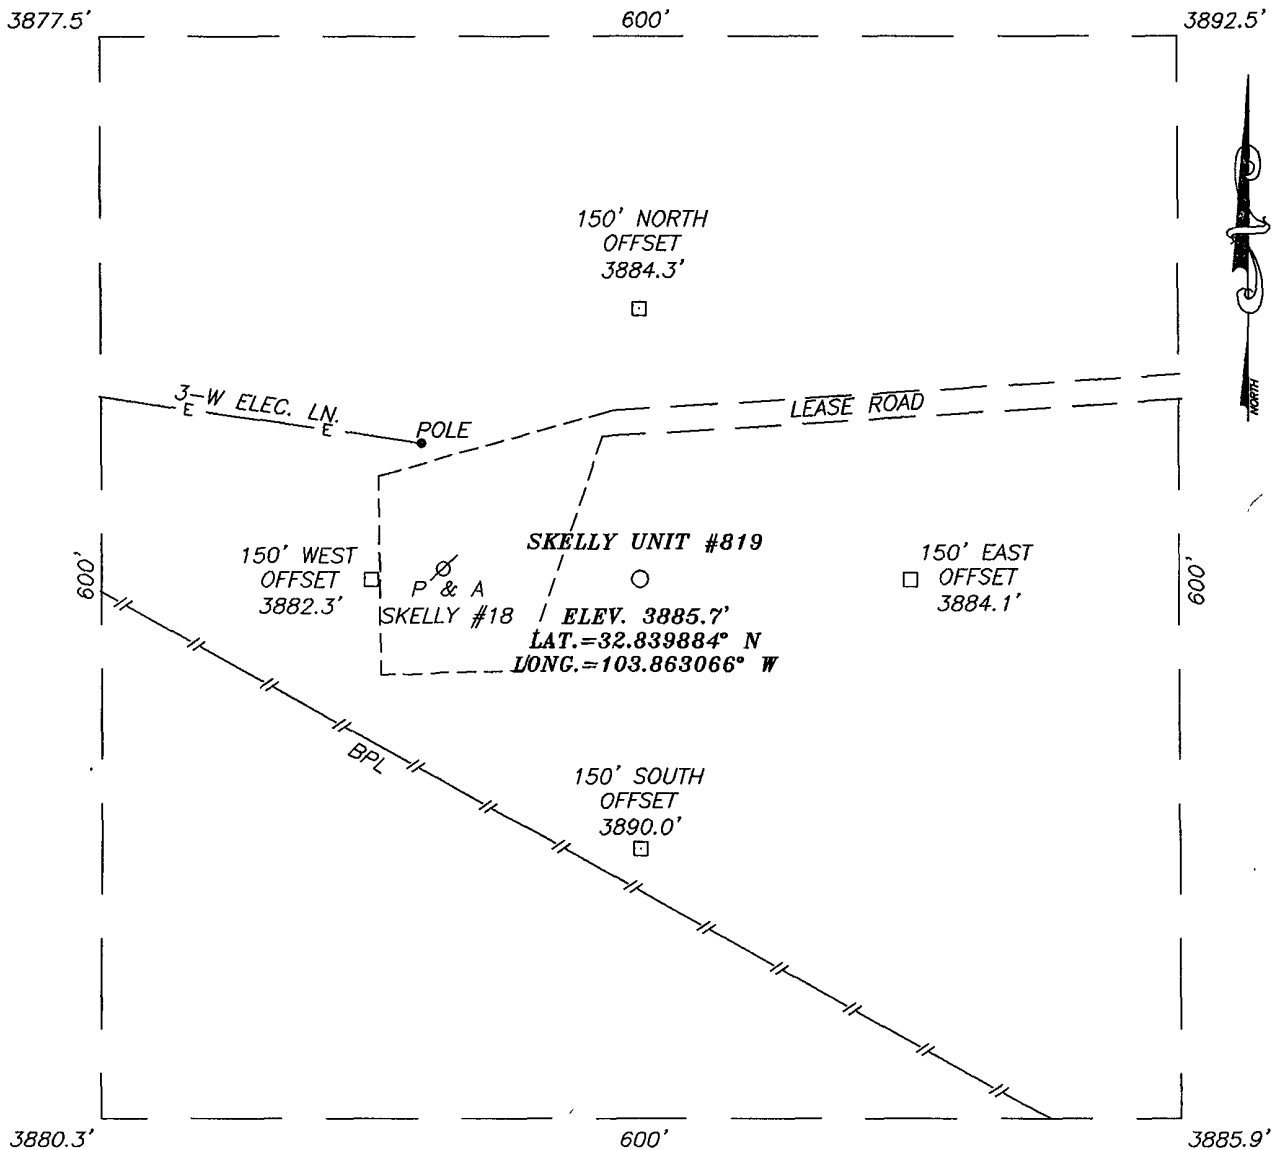 3877.5'
600'
3892.5'
150' NORTH
OFFSET
3884.3'
NORTH
3-W ELEC. LN.
E
E
POLE
LEASE ROAD
600'
150' WEST
OFFSET
3882.3'
P & A
SKELLY #18
SKELLY UNIT #819
ELEV. 3885.7'
LAT.=32.839884° N
LONG.=103.863066° W
150' EAST
OFFSET
3884.1'
600'
BPL
150' SOUTH
OFFSET
3890.0'
3880.3'
600'
3885.9'